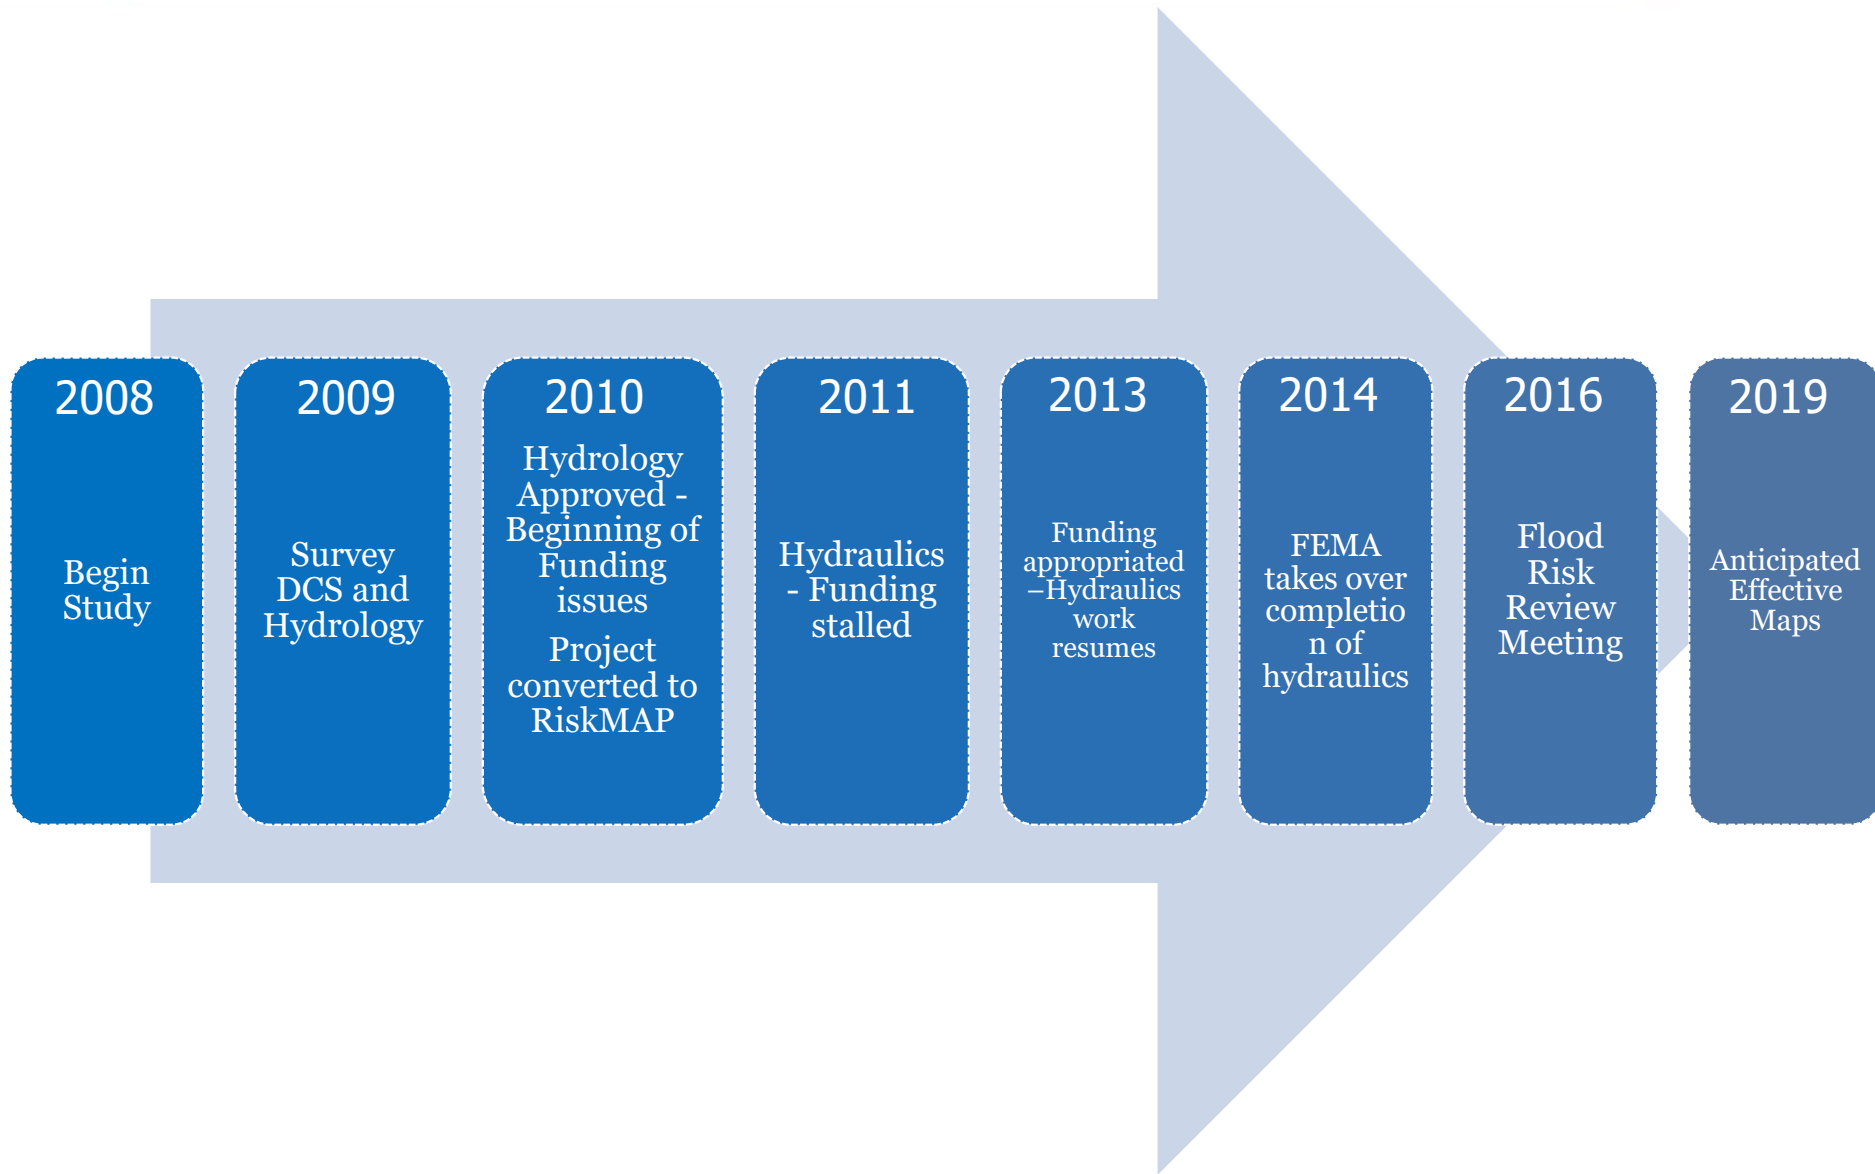 2008
Begin
Study
2009
Survey
DCS and
Hydrology
2010
Hydrology
Approved -
Beginning of
Funding
issues
Project
converted to
RiskMAP
2011
Hydraulics
- Funding
stalled
2013
Funding
appropriated
–Hydraulics
work
resumes
2014
FEMA
takes over
completio
n of
hydraulics
2016
Flood
Risk
Review
Meeting
2019
Anticipated
Effective
Maps